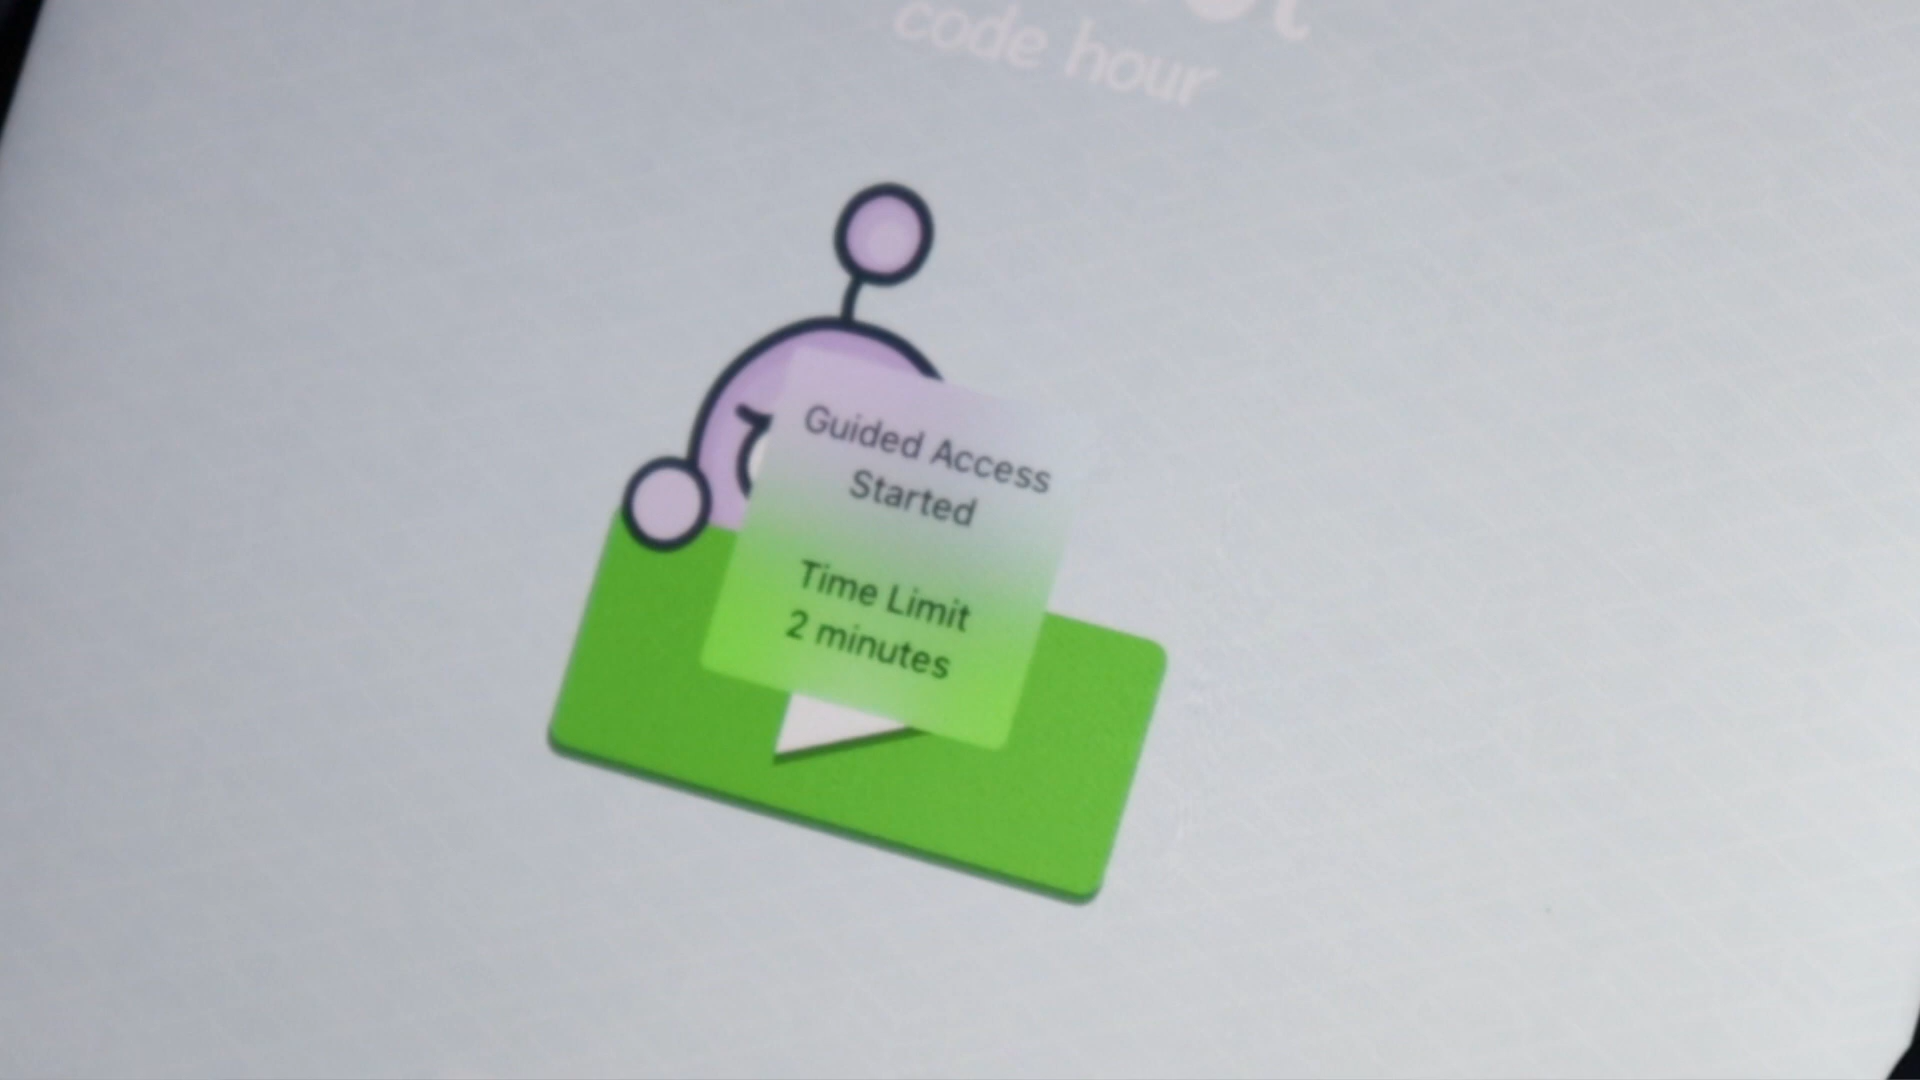 code hour
Guided Access
Started
Time Limit
2 minutes